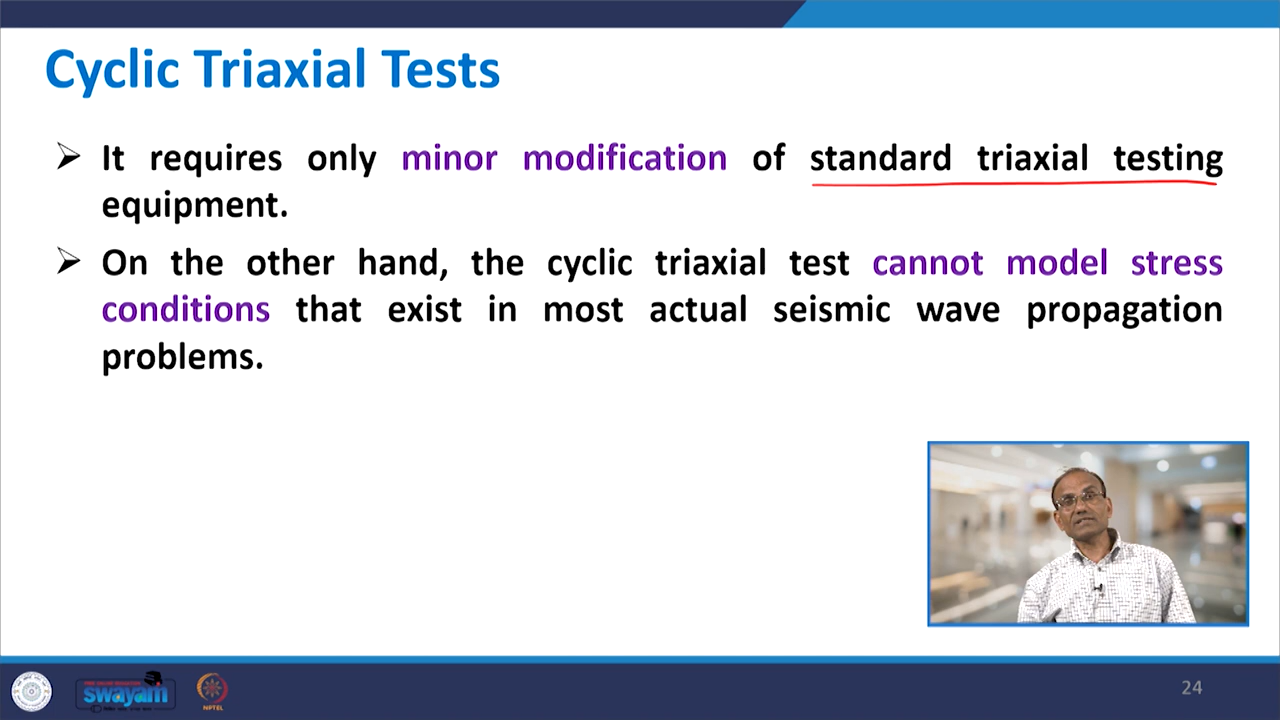 Cyclic Triaxial Tests
It requires only minor modification of standard triaxial testing
equipment.
On the other hand, the cyclic triaxial test cannot model stress
conditions that exist in most actual seismic wave propagation
problems.
swayam
NPTEL
24